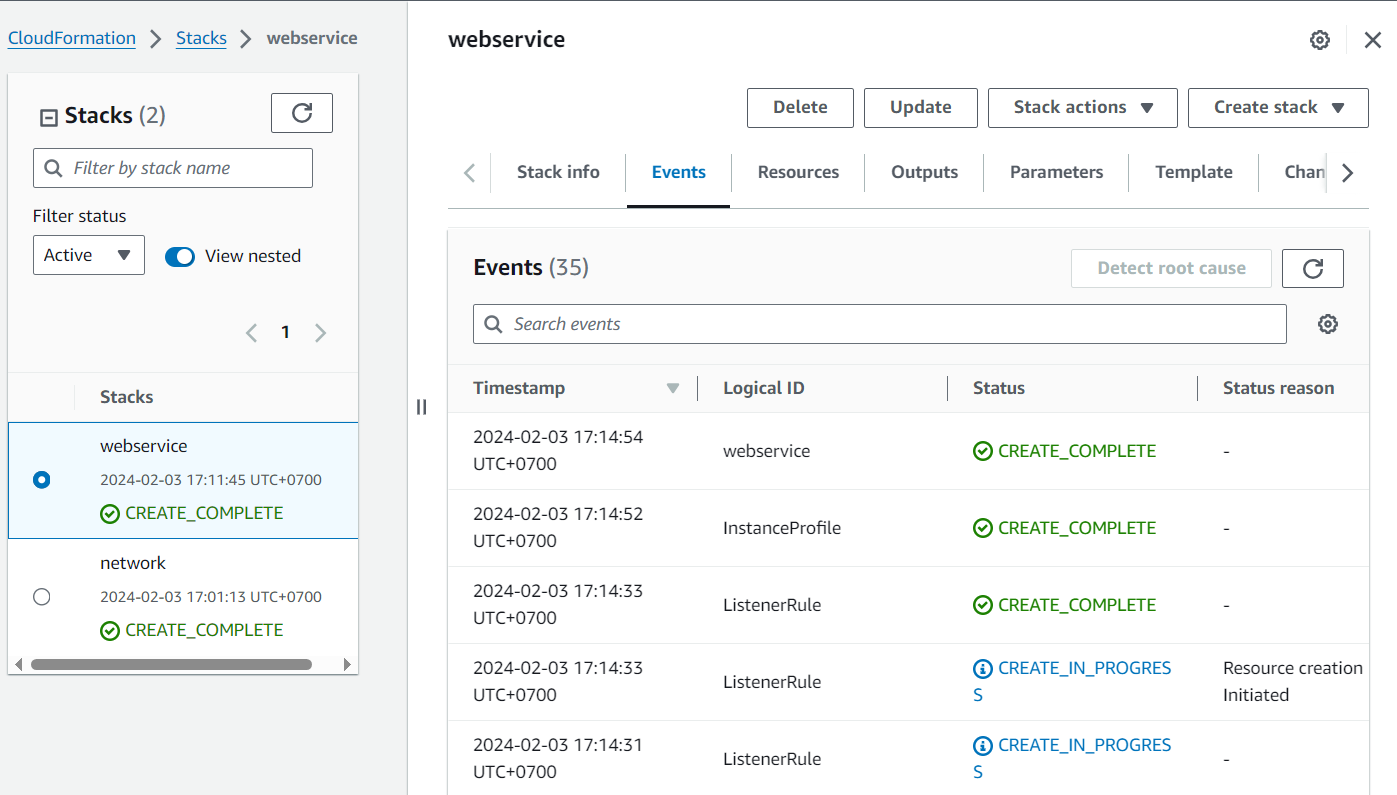 CloudFormation > Stacks > webservice
Stacks (2)
Filter by stack name
Filter status
Active
View nested
1
Stacks
webservice
2024-02-03 17:11:45 UTC+0700
CREATE_COMPLETE
network
2024-02-03 17:01:13 UTC+0700
CREATE_COMPLETE
webservice
Delete
Update
Stack actions
Create stack
Stack info
Events
Resources
Outputs
Parameters
Template
Chan
Events (35)
Detect root cause
Search events
Timestamp
Logical ID
Status
Status reason
2024-02-03 17:14:54
UTC+0700
webservice
CREATE_COMPLETE
-
2024-02-03 17:14:52
UTC+0700
InstanceProfile
CREATE_COMPLETE
-
2024-02-03 17:14:33
UTC+0700
ListenerRule
CREATE_COMPLETE
-
2024-02-03 17:14:33
UTC+0700
ListenerRule
CREATE_IN_PROGRES
S
Resource creation
Initiated
2024-02-03 17:14:31
UTC+0700
ListenerRule
CREATE_IN_PROGRES
S
-